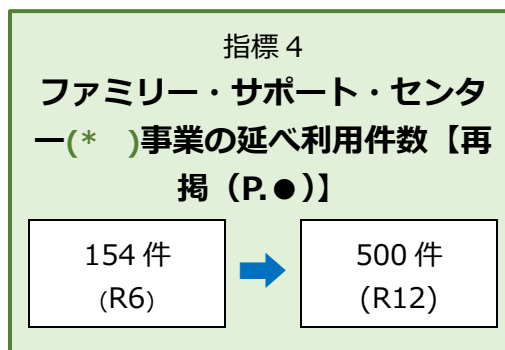 指標４
ファミリー・サポート・センタ
ー(*　)事業の延べ利用件数【再
掲（P.●）】
154 件
(R6)
500 件
(R12)